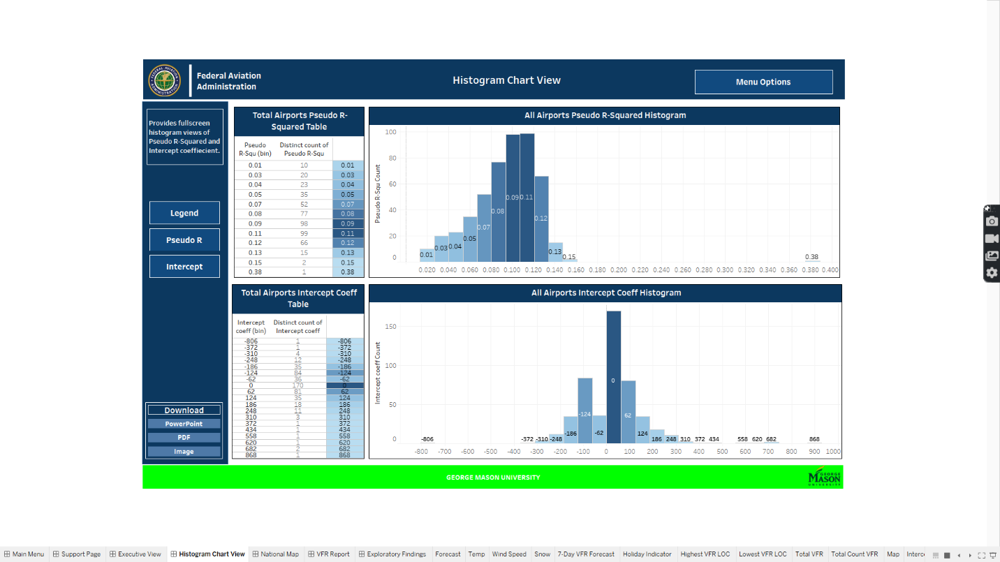 Federal Aviation
Administration
Histogram Chart View
Menu Options
Provides fullscreen
histogram views of
Pseudo R-Squared and
Intercept coeffiecient.
Legend
Pseudo R
Intercept
Download
PowerPoint
PDF
Image
Total Airports Pseudo R-
Squared Table
Pseudo Distinct count of
R-Squ (bin) Pseudo R-Squ
0.01 10 0.01
0.03 20 0.03
0.04 23 0.04
0.05 35 0.05
0.07 52 0.07
0.08 77 0.08
0.09 98 0.09
0.11 99 0.11
0.12 66 0.12
0.13 15 0.13
0.15 2 0.15
0.38 1 0.38
All Airports Pseudo R-Squared Histogram
Pseudo R-Squ Count
100
80
60
40
20
0
0.01 0.03 0.04 0.05 0.07 0.08 0.09 0.11 0.12 0.13 0.15 0.38
0.020 0.040 0.060 0.080 0.100 0.120 0.140 0.160 0.180 0.200 0.220 0.240 0.260 0.280 0.300 0.320 0.340 0.360 0.380 0.400
Total Airports Intercept Coeff
Table
Intercept Distinct count of
coeff (bin) Intercept coeff
-806 1 -806
-372 1 -372
-310 4 -310
-248 12 -248
-186 35 -186
-124 84 -124
-62 36 -62
0 170 0
62 81 62
124 35 124
186 18 186
248 11 248
310 3 310
372 1 372
434 1 434
558 1 558
620 1 620
682 2 682
868 1 868
All Airports Intercept Coeff Histogram
Intercept coeff Count
150
100
50
0
-806 -372 -310 -248 -186 -124 -62 0 62 124 186 248 310 372 434 558 620 682 868
-800 -700 -600 -500 -400 -300 -200 -100 0 100 200 300 400 500 600 700 800 900 1000
GEORGE MASON UNIVERSITY
GEORGE
MASON
UNIVERSITY
Main Menu Support Page Executive View Histogram Chart View National Map VFR Report Exploratory Findings Forecast Temp Wind Speed Snow 7-Day VFR Forecast Holiday Indicator Highest VFR LOC Lowest VFR LOC Total VFR Total Count VFR Map Interc